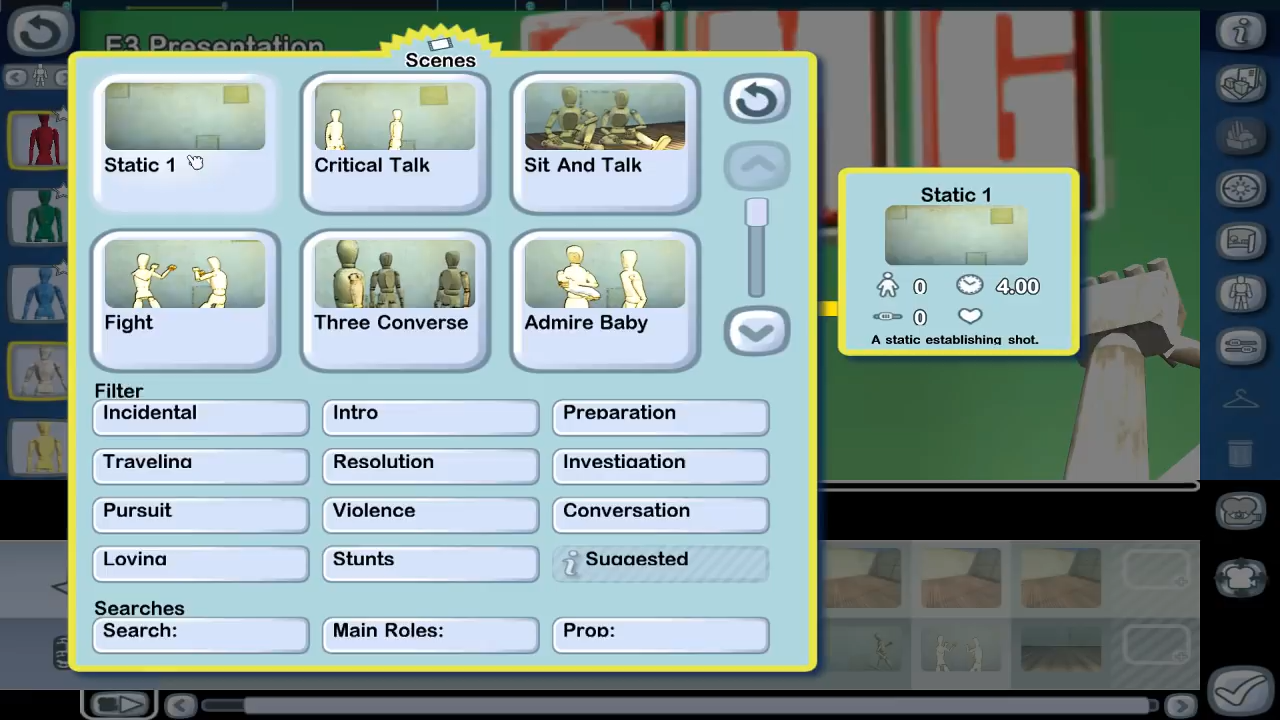 E3 Presentation
Scenes
Static 1
Critical Talk
Sit And Talk
Fight
Three Converse
Admire Baby
Filter
Incidental
Intro
Preparation
Traveling
Resolution
Investigation
Pursuit
Violence
Conversation
Loving
Stunts
Suggested
Searches
Search:
Main Roles:
Prop:
Static 1
0
4.00
0
A static establishing shot.